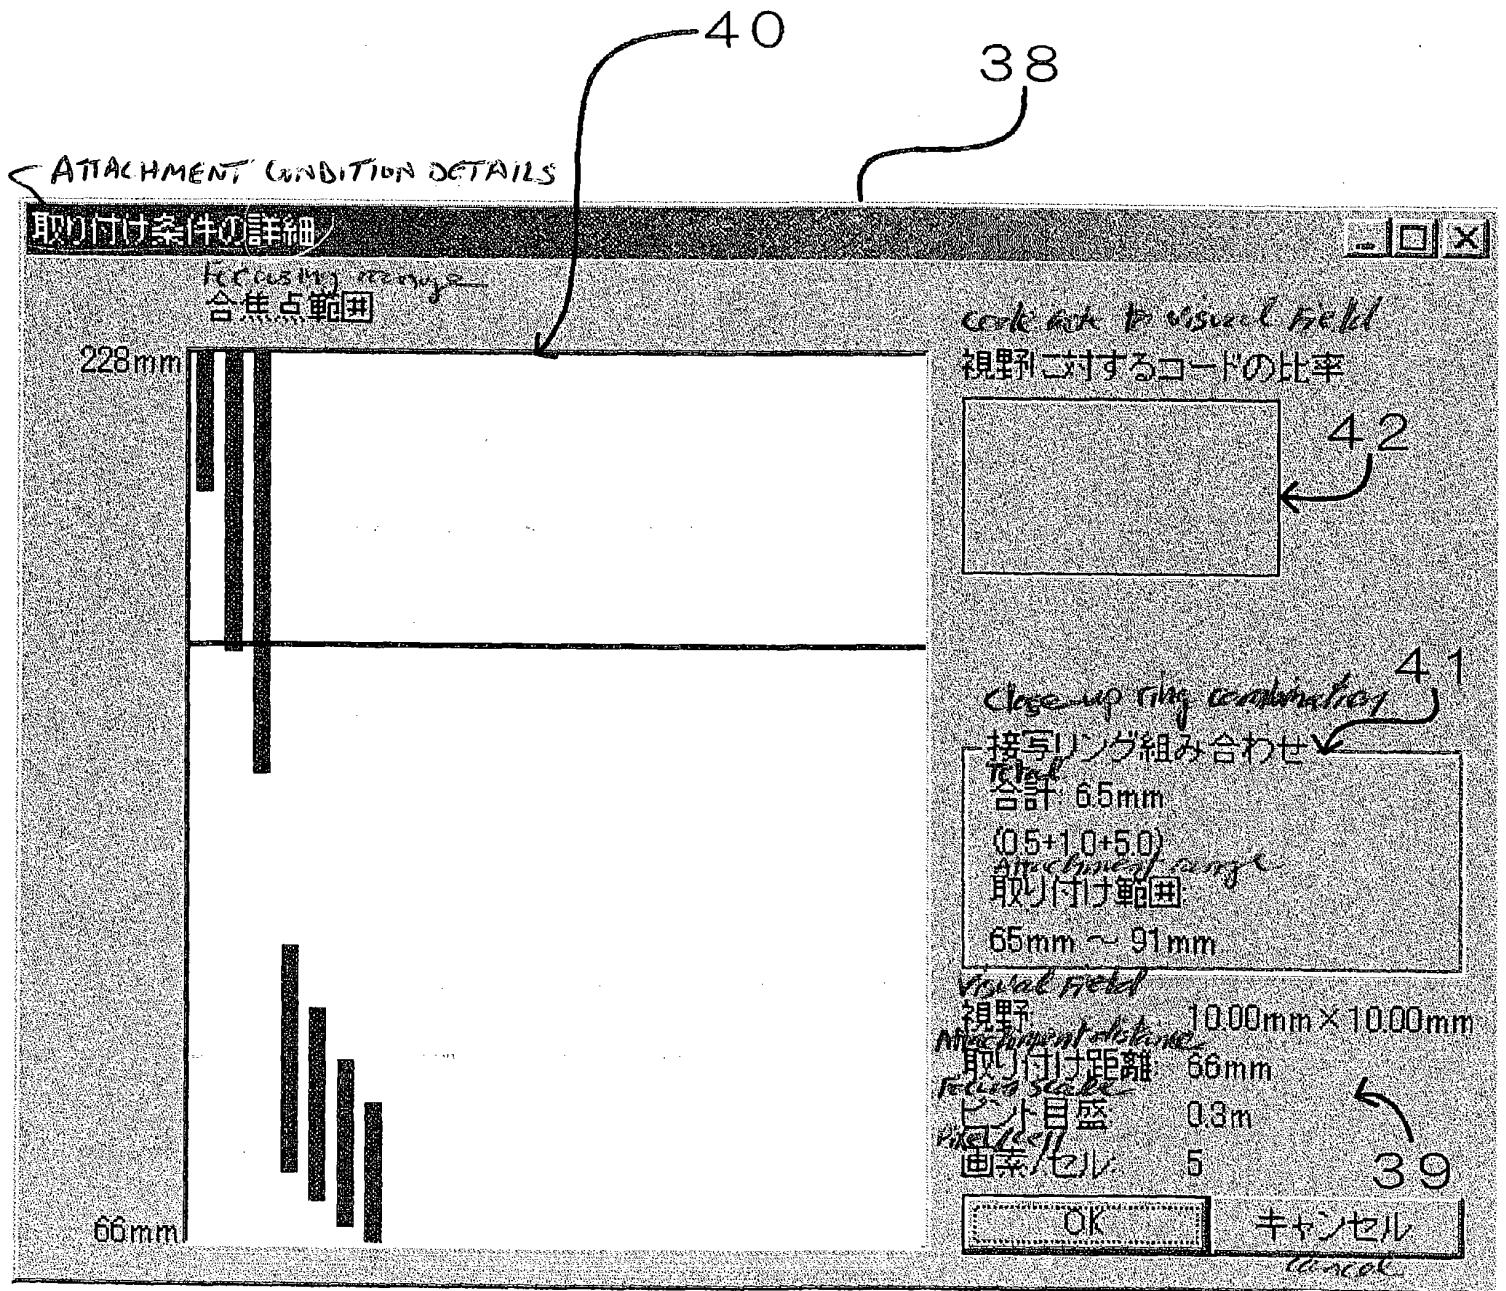 40
38
ATTACHMENT CONDITION DETAILS
取り付け条件の詳細
Focusing range
合焦点範囲
228mm
66mm
code to visual field
視野に対するコードの比率
42
41
Close-up ring combination
接写リング組み合わせ
Total
合計: 6.5mm
(0.5+1.0+5.0)
Attachment range
取り付け範囲
65mm ～ 91mm
Visual field
視野 10.00mm×10.00mm
Attachment distance
取り付け距離 66mm
Focus scale
ピント目盛 0.3m
Pixel/cell
画素/セル: 5
39
OK
キャンセル
cancel